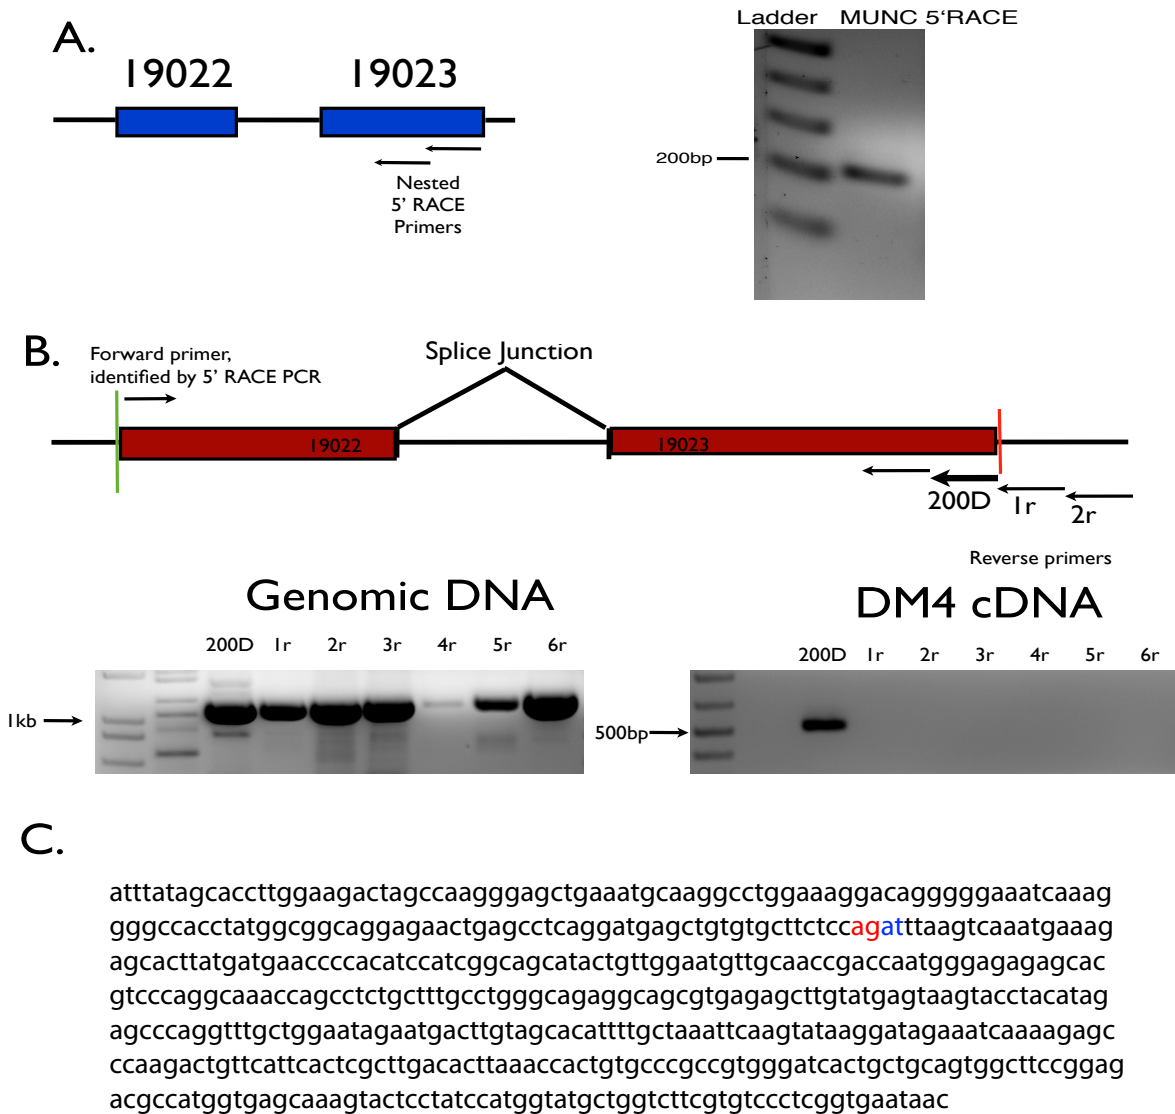 A.
19022
19023
Nested
5' RACE
Primers
Ladder MUNC 5'RACE
200bp
B.
Forward primer,
identified by 5' RACE PCR
Splice Junction
19022
19023
200D
1r
2r
Reverse primers
Genomic DNA
200D 1r 2r 3r 4r 5r 6r
1kb
DM4 cDNA
200D 1r 2r 3r 4r 5r 6r
500bp
C.
atttatagcaccttggaagactagccaagggagctgaaatgcaaggcctggaaaggacagggggaaatcaaag
gggccacctatggcggcaggagaactgagcctcaggatgagctgtgtgcttctccagatttaagtcaaatgaaag
agcacttatgatgaaccccacatccatcggcagcatactgttggaatgttgcaaccgaccaatgggagagagcac
gtcccaggcaaaccagcctctgctttgcctgggcagaggcagcgtgagagcttgtatgagtaagtacctacatag
agcccaggtttgctggaatagaatgacttgtagcacattttgctaaattcaagtataaggatagaaatcaaaagagc
ccaagactgttcattcactcgcttgacacttaaaccactgtgcccgccgtgggatcactgctgcagtggcttccggag
acgccatggtgagcaaagtactcctatccatggtatgctggtcttcgtgtccctcggtgaataac